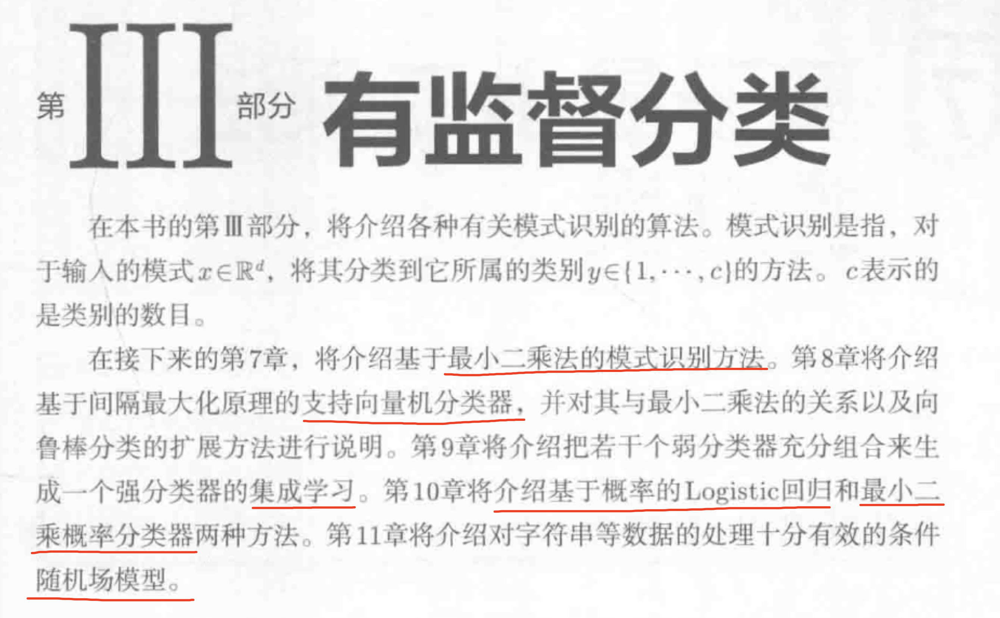 第III部分 有监督分类
在本书的第Ⅲ部分，将介绍各种有关模式识别的算法。模式识别是指，对
于输入的模式x∈ℝᵈ，将其分类到它所属的类别y∈{1,⋯,c}的方法。c表示的
是类别的数目。
在接下来的第7章，将介绍基于最小二乘法的模式识别方法。第8章将介绍
基于间隔最大化原理的支持向量机分类器，并对其与最小二乘法的关系以及向
鲁棒分类的扩展方法进行说明。第9章将介绍把若干个弱分类器充分组合来生
成一个强分类器的集成学习。第10章将介绍基于概率的Logistic回归和最小二
乘概率分类器两种方法。第11章将介绍对字符串等数据的处理十分有效的条件
随机场模型。